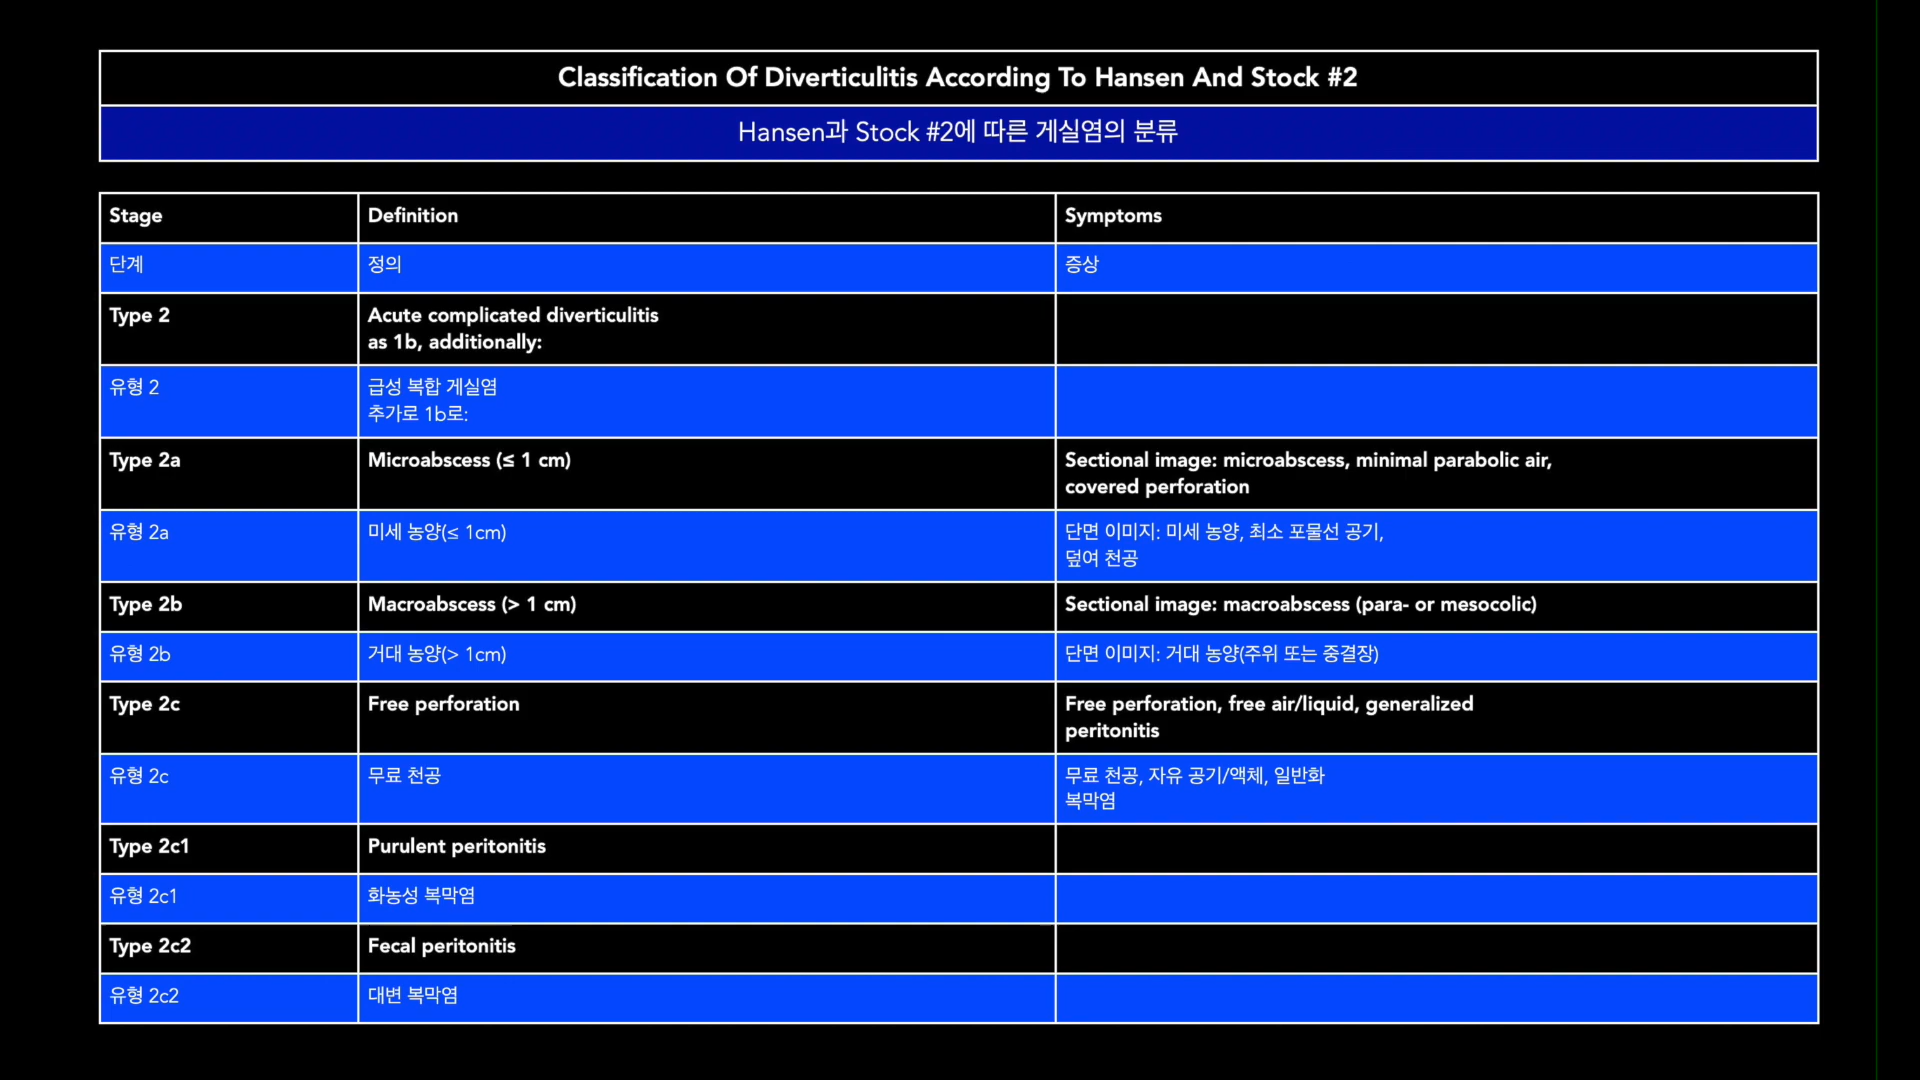 Classification Of Diverticulitis According To Hansen And Stock #2
Hansen과 Stock #2에 따른 게실염의 분류
Stage Definition Symptoms
단계 정의 증상
Type 2 Acute complicated diverticulitis
as 1b, additionally:
유형 2 급성 복합 게실염
추가로 1b로:
Type 2a Microabscess (≤ 1 cm) Sectional image: microabscess, minimal parabolic air,
covered perforation
유형 2a 미세 농양(≤ 1cm) 단면 이미지: 미세 농양, 최소 포물선 공기,
덮여 천공
Type 2b Macroabscess (> 1 cm) Sectional image: macroabscess (para- or mesocolic)
유형 2b 거대 농양(> 1cm) 단면 이미지: 거대 농양(주위 또는 중결장)
Type 2c Free perforation Free perforation, free air/liquid, generalized
peritonitis
유형 2c 무료 천공 무료 천공, 자유 공기/액체, 일반화
복막염
Type 2c1 Purulent peritonitis
유형 2c1 화농성 복막염
Type 2c2 Fecal peritonitis
유형 2c2 대변 복막염